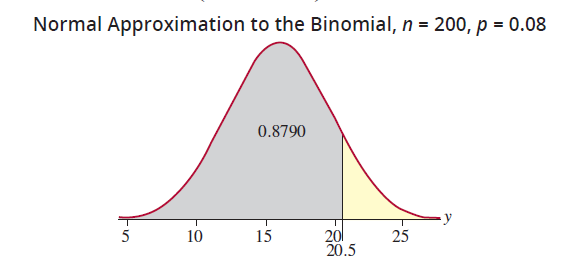 Normal Approximation to the Binomial, n = 200, p = 0.08
0.8790
y
5 10 15 20 25
20.5